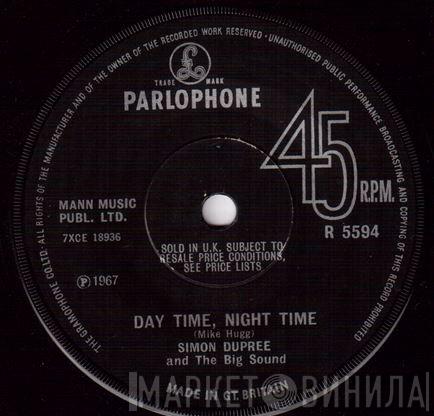 ALL RIGHTS OF THE MANUFACTURER AND OF THE OWNER OF THE RECORDED WORK RESERVED · UNAUTHORISED PUBLIC PERFORMANCE BROADCASTING AND COPYING OF THIS RECORD PROHIBITED
THE GRAMOPHONE CO. LTD.
£
TRADE MARK
PARLOPHONE
45
R.P.M.
MANN MUSIC
PUBL. LTD.
7XCE 18936
R 5594
SOLD IN U.K. SUBJECT TO
RESALE PRICE CONDITIONS,
SEE PRICE LISTS
℗ 1967
DAY TIME, NIGHT TIME
(Mike Hugg)
SIMON DUPREE
and The Big Sound
МАРКЕТ ВИНИЛА
MADE IN GT. BRITAIN